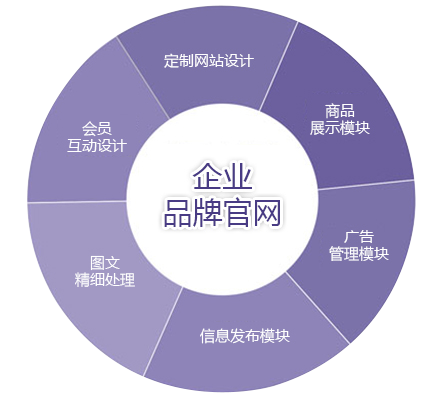 定制网站设计
商品
展示模块
会员
互动设计
企业
品牌官网
广告
管理模块
图文
精细处理
信息发布模块